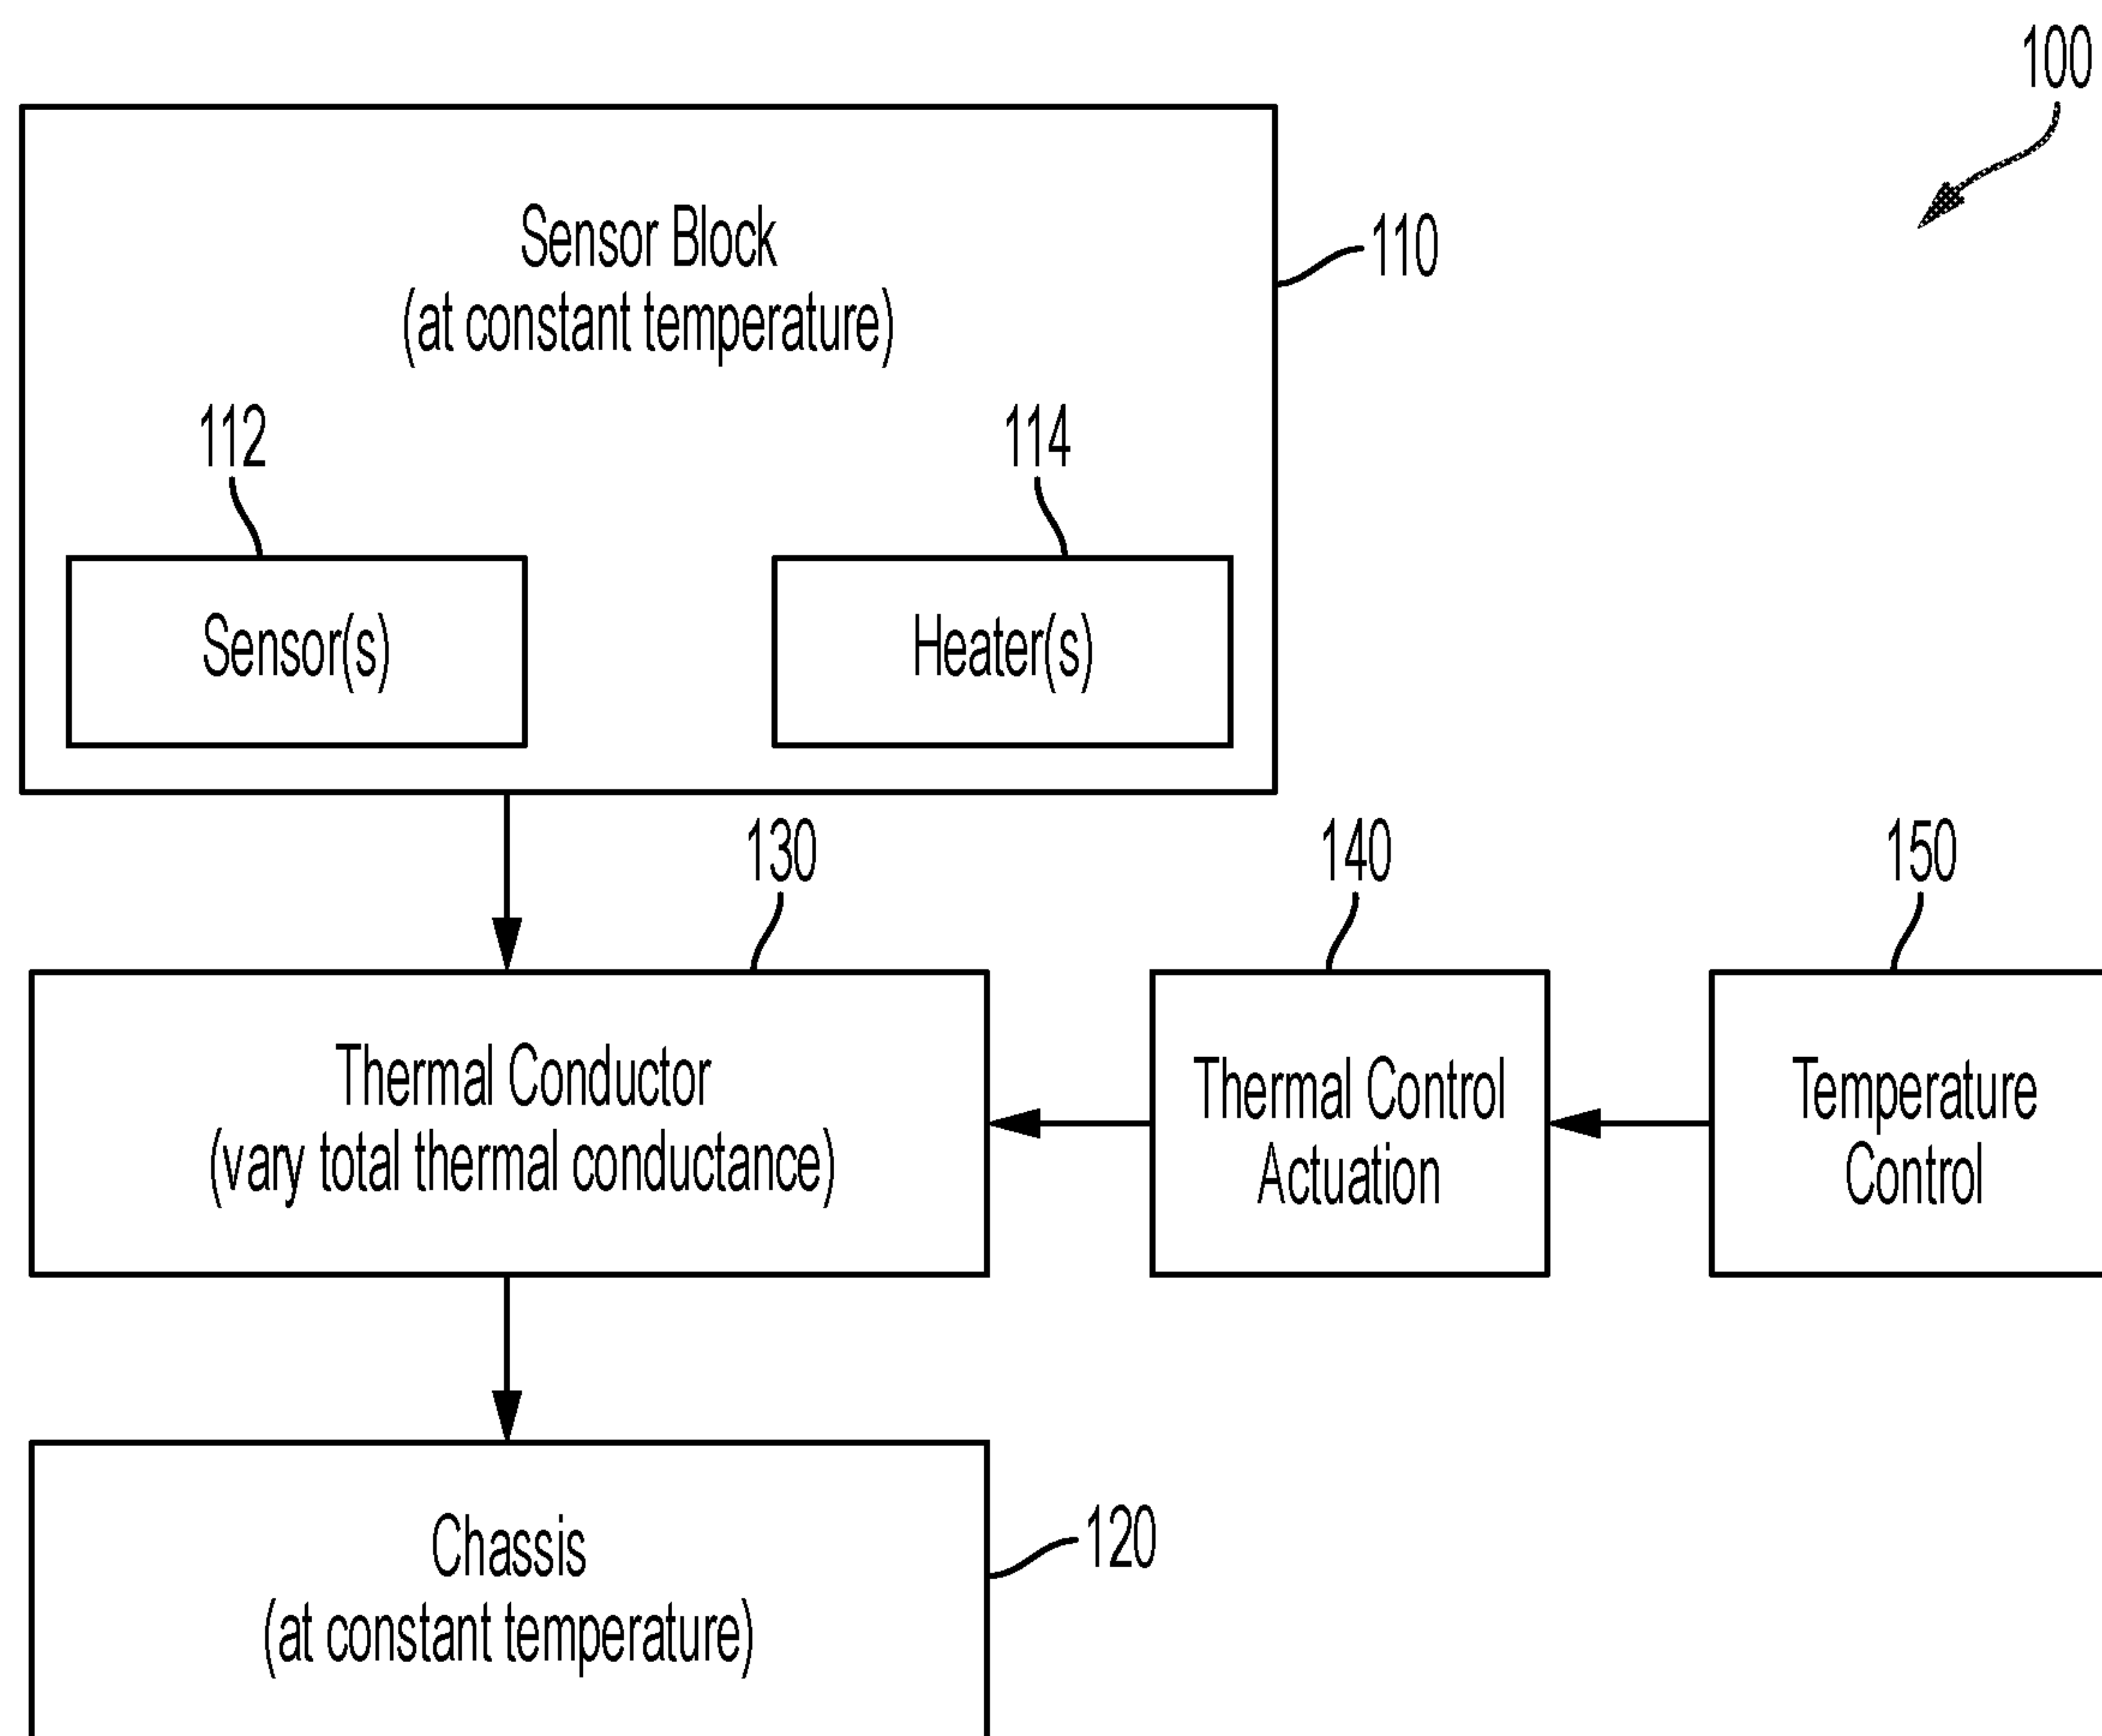 100
Sensor Block
(at constant temperature)
110
112
114
Sensor(s)
Heater(s)
130
140
150
Thermal Conductor
(vary total thermal conductance)
Thermal Control
Actuation
Temperature
Control
Chassis
(at constant temperature)
120